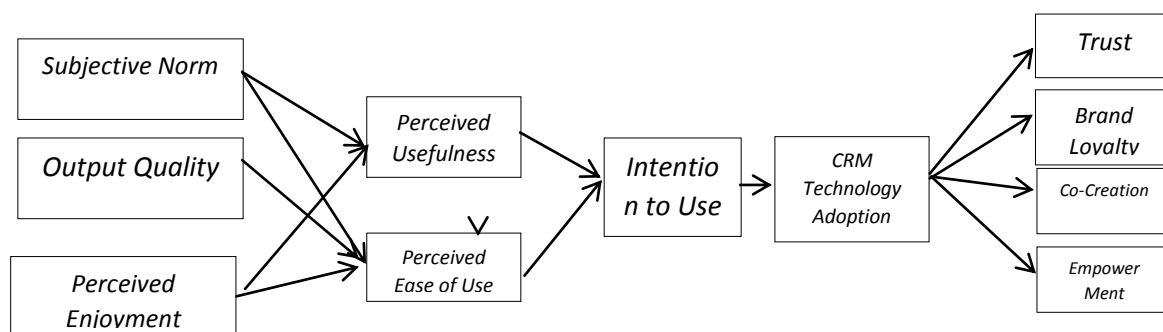 Subjective Norm
Output Quality
Perceived
Enjoyment
Perceived
Usefulness
Perceived
Ease of Use
Intentio
n to Use
CRM
Technology
Adoption
Trust
Brand
Loyalty
Co-Creation
Empower
Ment